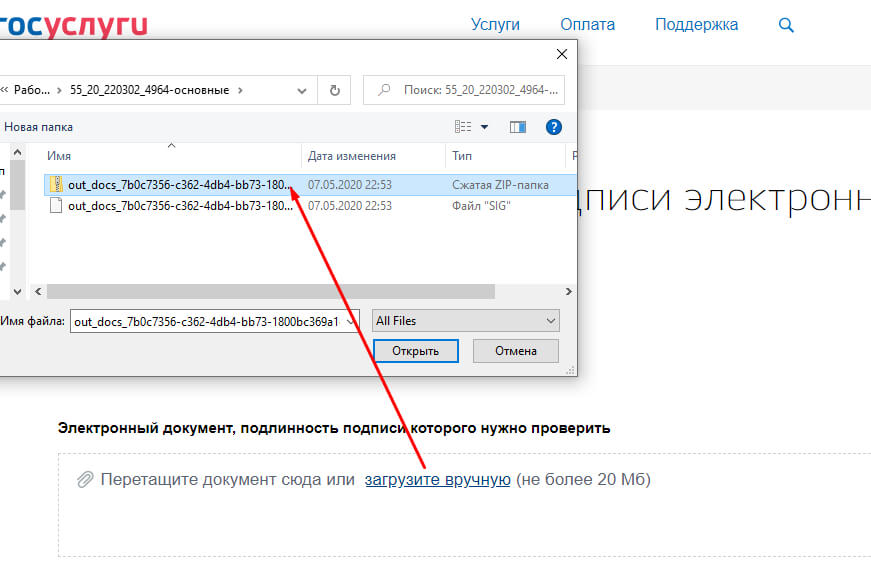 госуслуги
Услуги Оплата Поддержка
« Рабо... › 55_20_220302_4964-основные › Поиск: 55_20_220302_4964-...
Новая папка
Имя Дата изменения Тип Р
out_docs_7b0c7356-c362-4db4-bb73-180... 07.05.2020 22:53 Сжатая ZIP-папка
out_docs_7b0c7356-c362-4db4-bb73-180... 07.05.2020 22:53 Файл "SIG"
дписи электронн
Имя файла: out_docs_7b0c7356-c362-4db4-bb73-1800bc369a1 All Files
Открыть Отмена
Электронный документ, подлинность подписи которого нужно проверить
Перетащите документ сюда или загрузите вручную (не более 20 Мб)